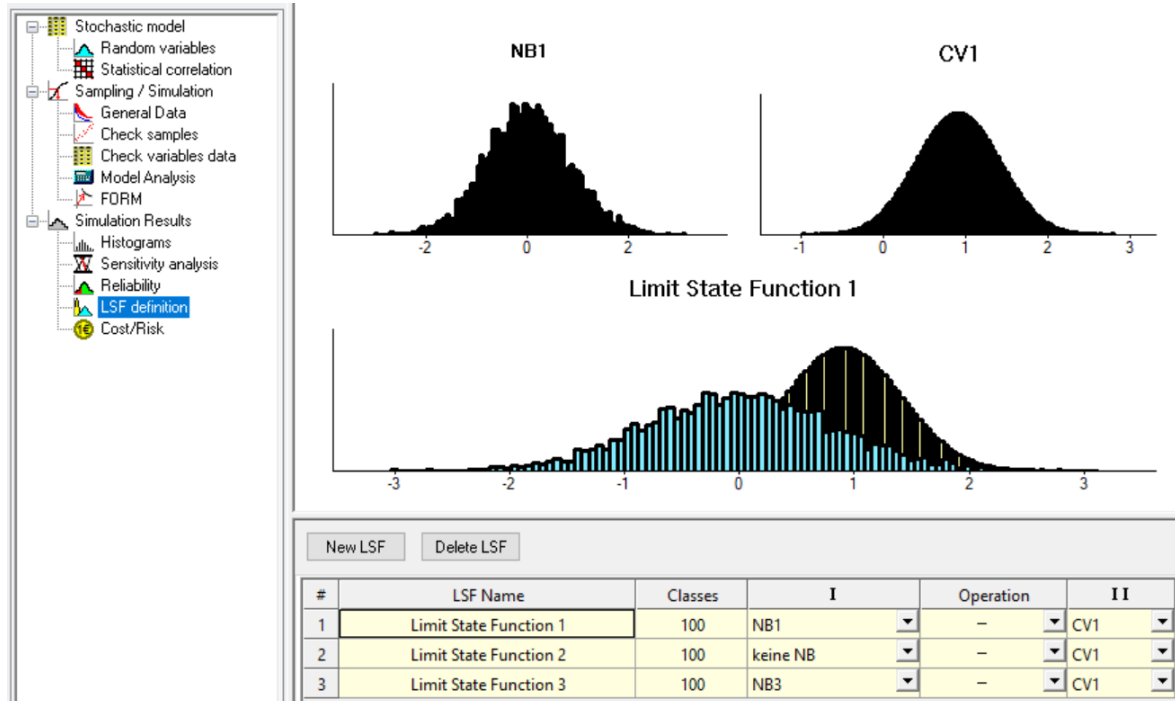 Stochastic model
Random variables
Statistical correlation
Sampling / Simulation
General Data
Check samples
Check variables data
Model Analysis
FORM
Simulation Results
Histograms
Sensitivity analysis
Reliability
LSF definition
1€ Cost/Risk
NB1
-2 0 2
CV1
-1 0 1 2 3
Limit State Function 1
-3 -2 -1 0 1 2 3
New LSF Delete LSF
# LSF Name Classes I Operation II
1 Limit State Function 1 100 NB1 – CV1
2 Limit State Function 2 100 keine NB – CV1
3 Limit State Function 3 100 NB3 – CV1